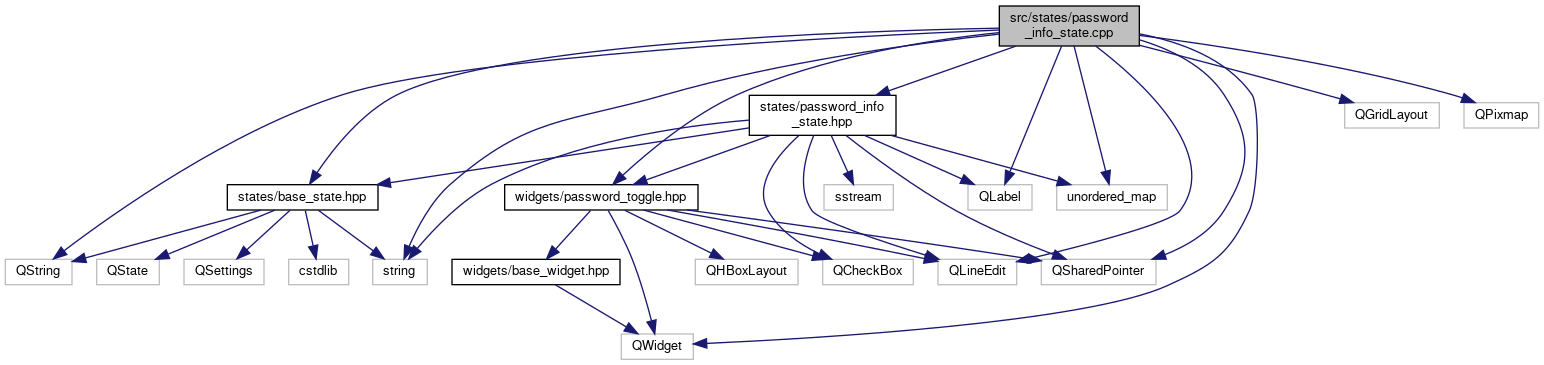 src/states/password
_info_state.cpp
states/password_info
_state.hpp
QGridLayout
QPixmap
states/base_state.hpp
widgets/password_toggle.hpp
sstream
QLabel
unordered_map
QString
QState
QSettings
cstdlib
string
widgets/base_widget.hpp
QHBoxLayout
QCheckBox
QLineEdit
QSharedPointer
QWidget